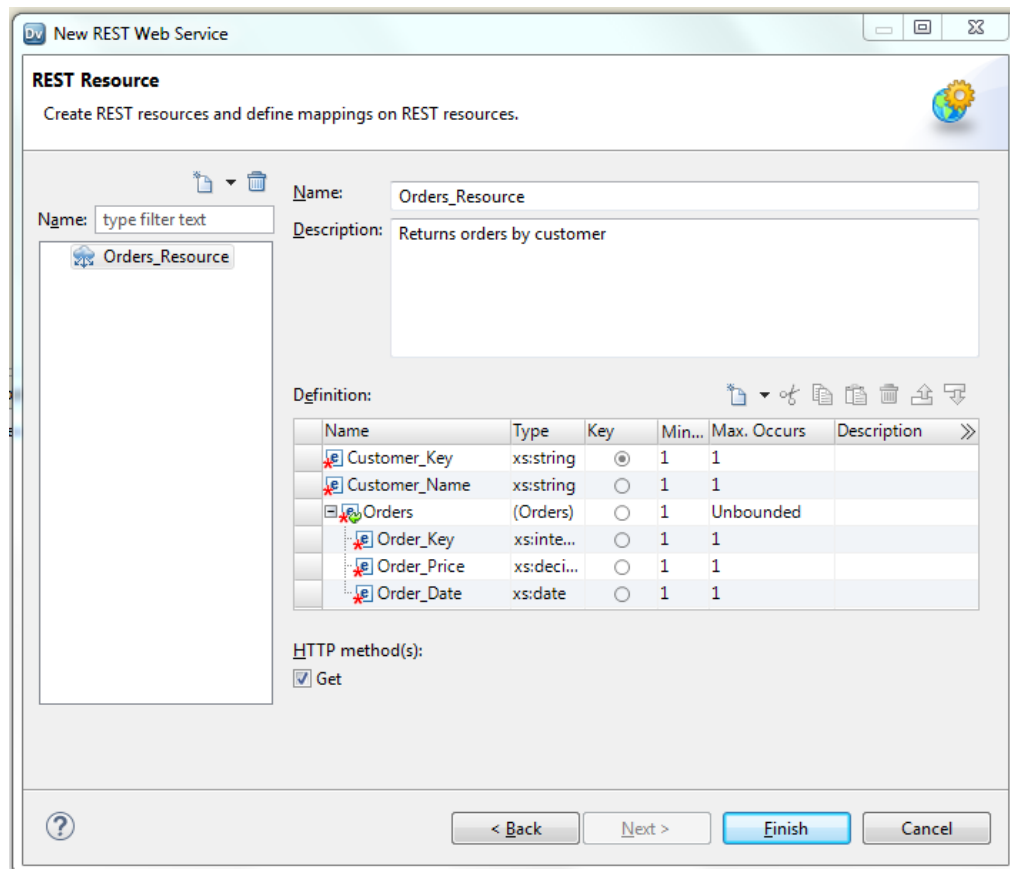 Dv New REST Web Service
REST Resource
Create REST resources and define mappings on REST resources.
Name: type filter text
Orders_Resource
Name: Orders_Resource
Description: Returns orders by customer
Definition:
Name Type Key Min... Max. Occurs Description »
e Customer_Key xs:string 1 1
e Customer_Name xs:string 1 1
e Orders (Orders) 1 Unbounded
e Order_Key xs:inte... 1 1
e Order_Price xs:deci... 1 1
e Order_Date xs:date 1 1
HTTP method(s):
Get
? < Back Next > Finish Cancel